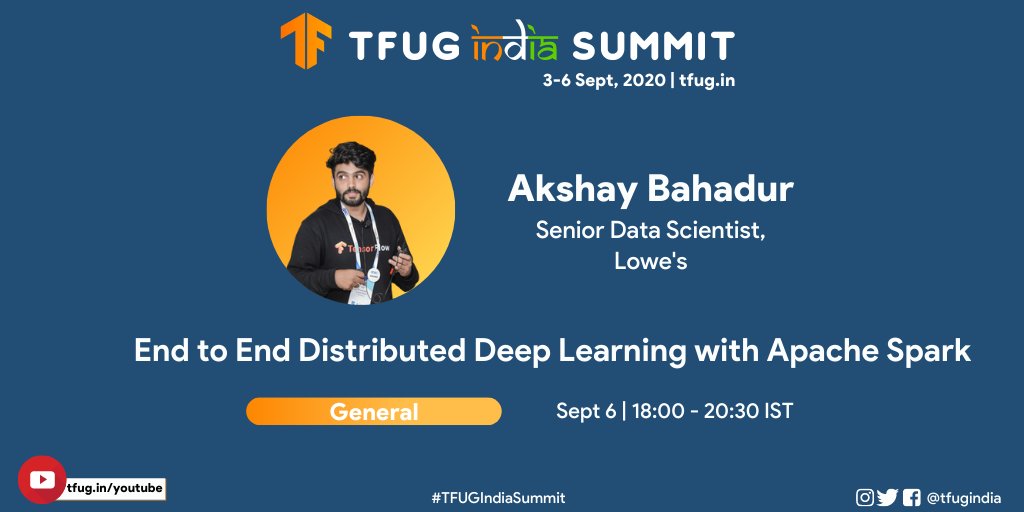 TFUG india SUMMIT
3-6 Sept, 2020 | tfug.in
Akshay Bahadur
Senior Data Scientist,
Lowe's
TensorFlow
End to End Distributed Deep Learning with Apache Spark
General
Sept 6 | 18:00 - 20:30 IST
tfug.in/youtube
#TFUGIndiaSummit
@tfugindia